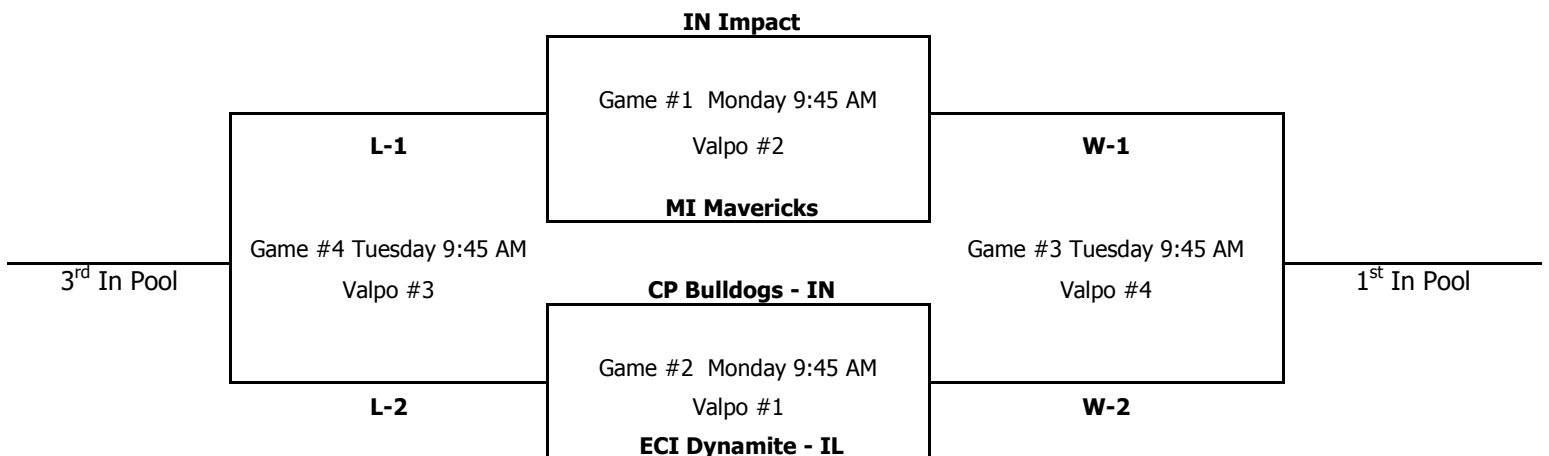 IN Impact
Game #1 Monday 9:45 AM
L-1
Valpo #2
W-1
MI Mavericks
Game #4 Tuesday 9:45 AM
Game #3 Tuesday 9:45 AM
3rd In Pool
Valpo #3
CP Bulldogs - IN
Valpo #4
1st In Pool
Game #2 Monday 9:45 AM
L-2
Valpo #1
W-2
ECI Dynamite - IL